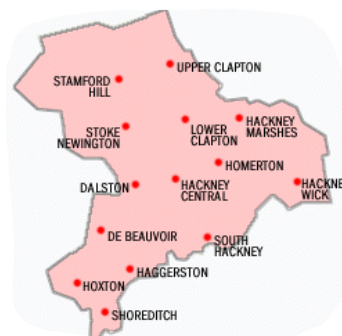 UPPER CLAPTON
STAMFORD
HILL
STOKE
NEWINGTON
LOWER
CLAPTON
HACKNEY
MARSHES
HOMERTON
DALSTON
HACKNEY
CENTRAL
HACKNE
WICK
DE BEAUVOIR
SOUTH
HACKNEY
HAGGERSTON
HOXTON
SHOREDITCH